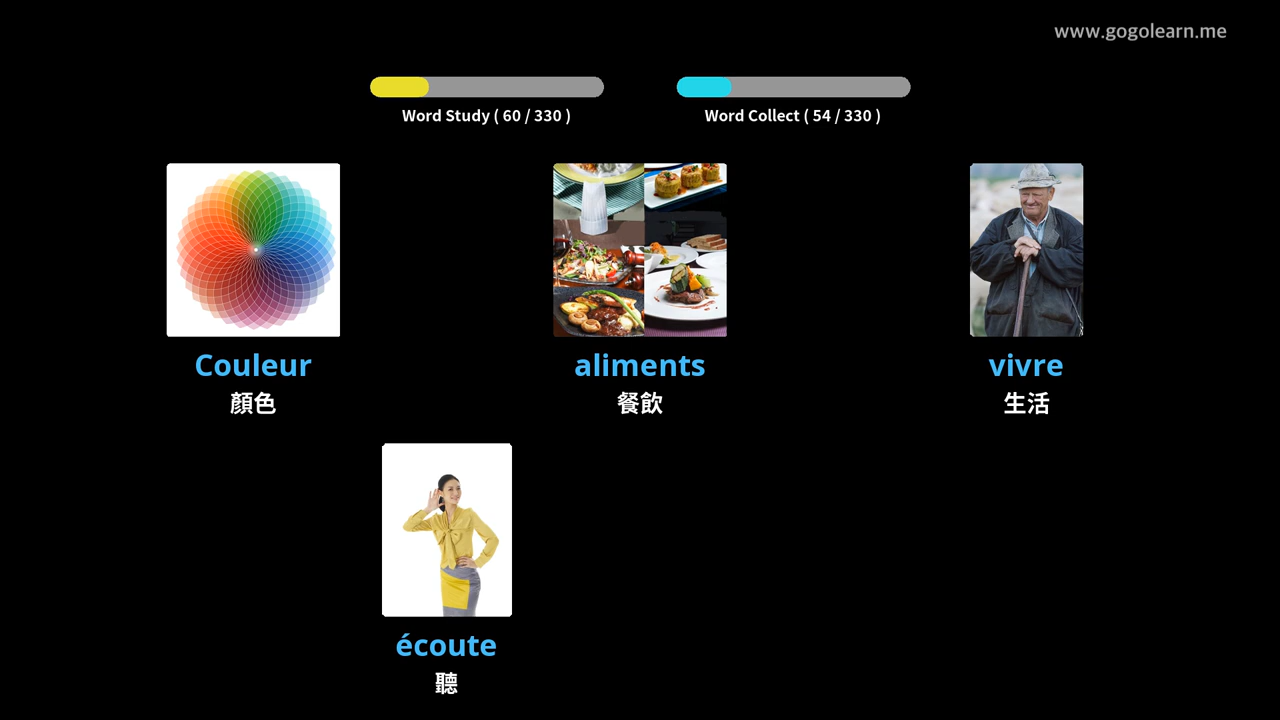 www.gogolearn.me
Word Study ( 60 / 330 )
Word Collect ( 54 / 330 )
Couleur
顏色
aliments
餐飲
vivre
生活
écoute
聽